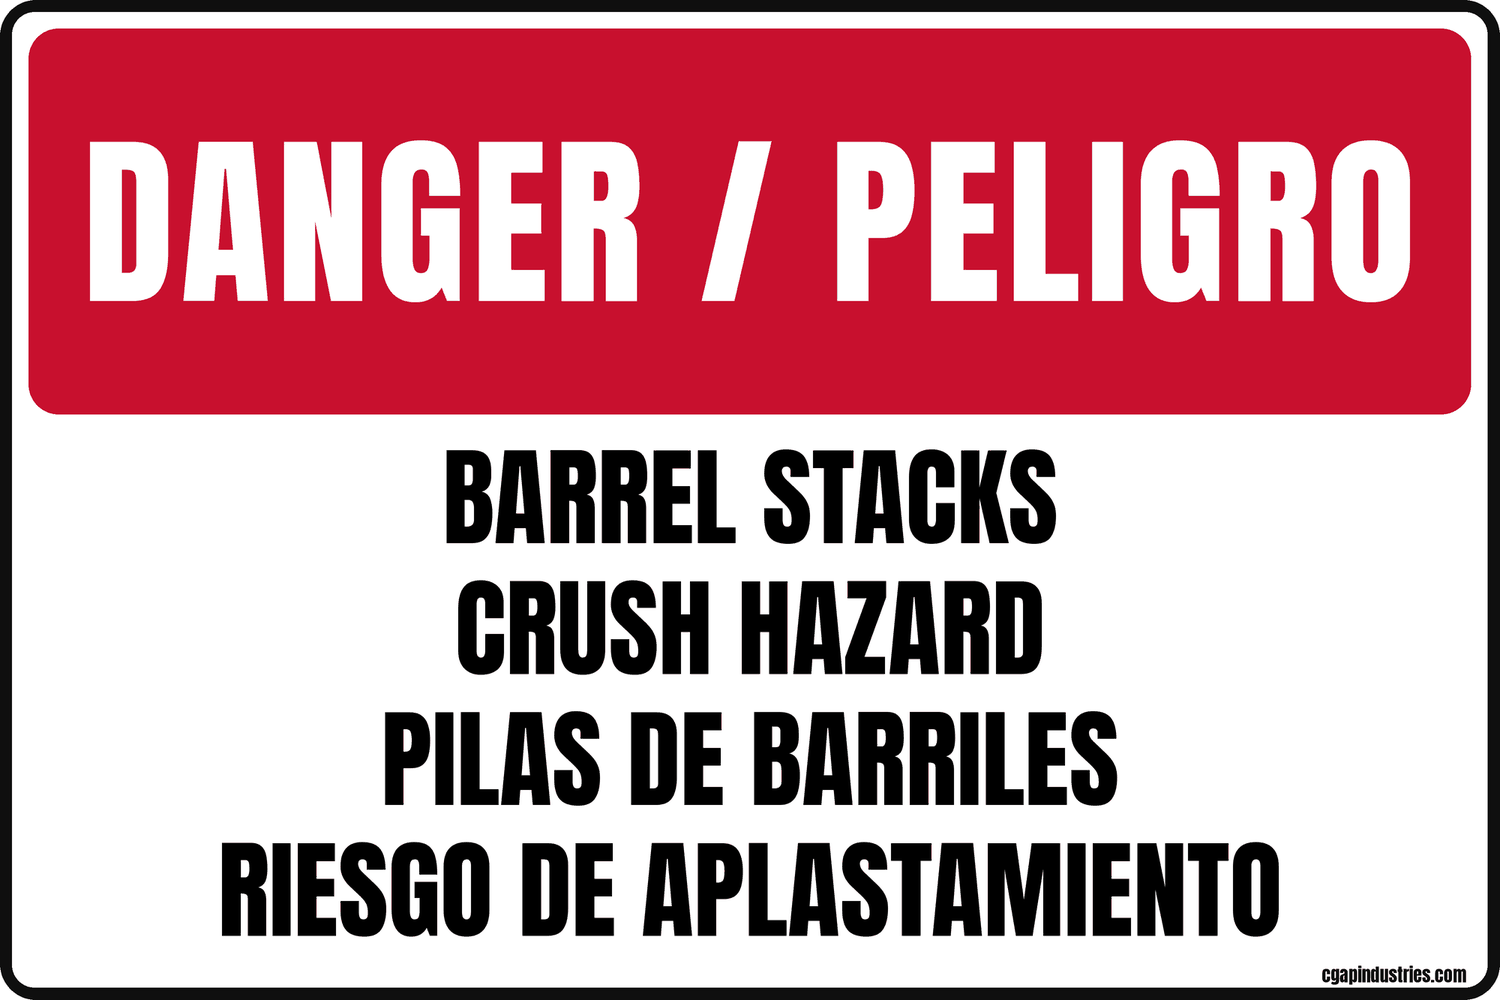 DANGER / PELIGRO
BARREL STACKS
CRUSH HAZARD
PILAS DE BARRILES
RIESGO DE APLASTAMIENTO
cgapindustries.com